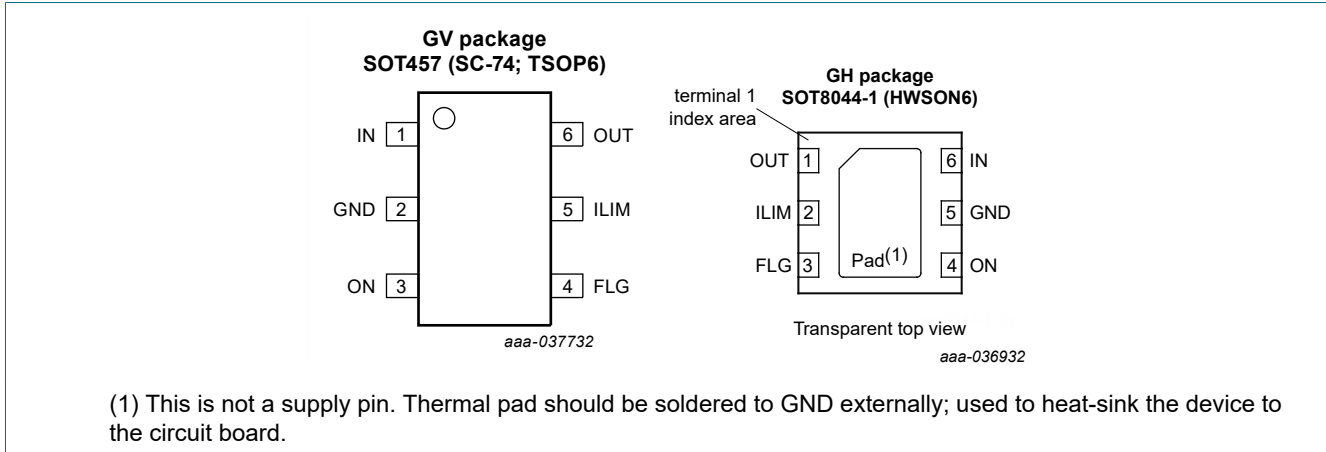 GV package
SOT457 (SC-74; TSOP6)
IN 1
6 OUT
GND 2
5 ILIM
ON 3
4 FLG
aaa-037732
GH package
SOT8044-1 (HWSON6)
terminal 1
index area
OUT 1
6 IN
ILIM 2
5 GND
FLG 3
Pad(1)
4 ON
Transparent top view
aaa-036932
(1) This is not a supply pin. Thermal pad should be soldered to GND externally; used to heat-sink the device to
the circuit board.